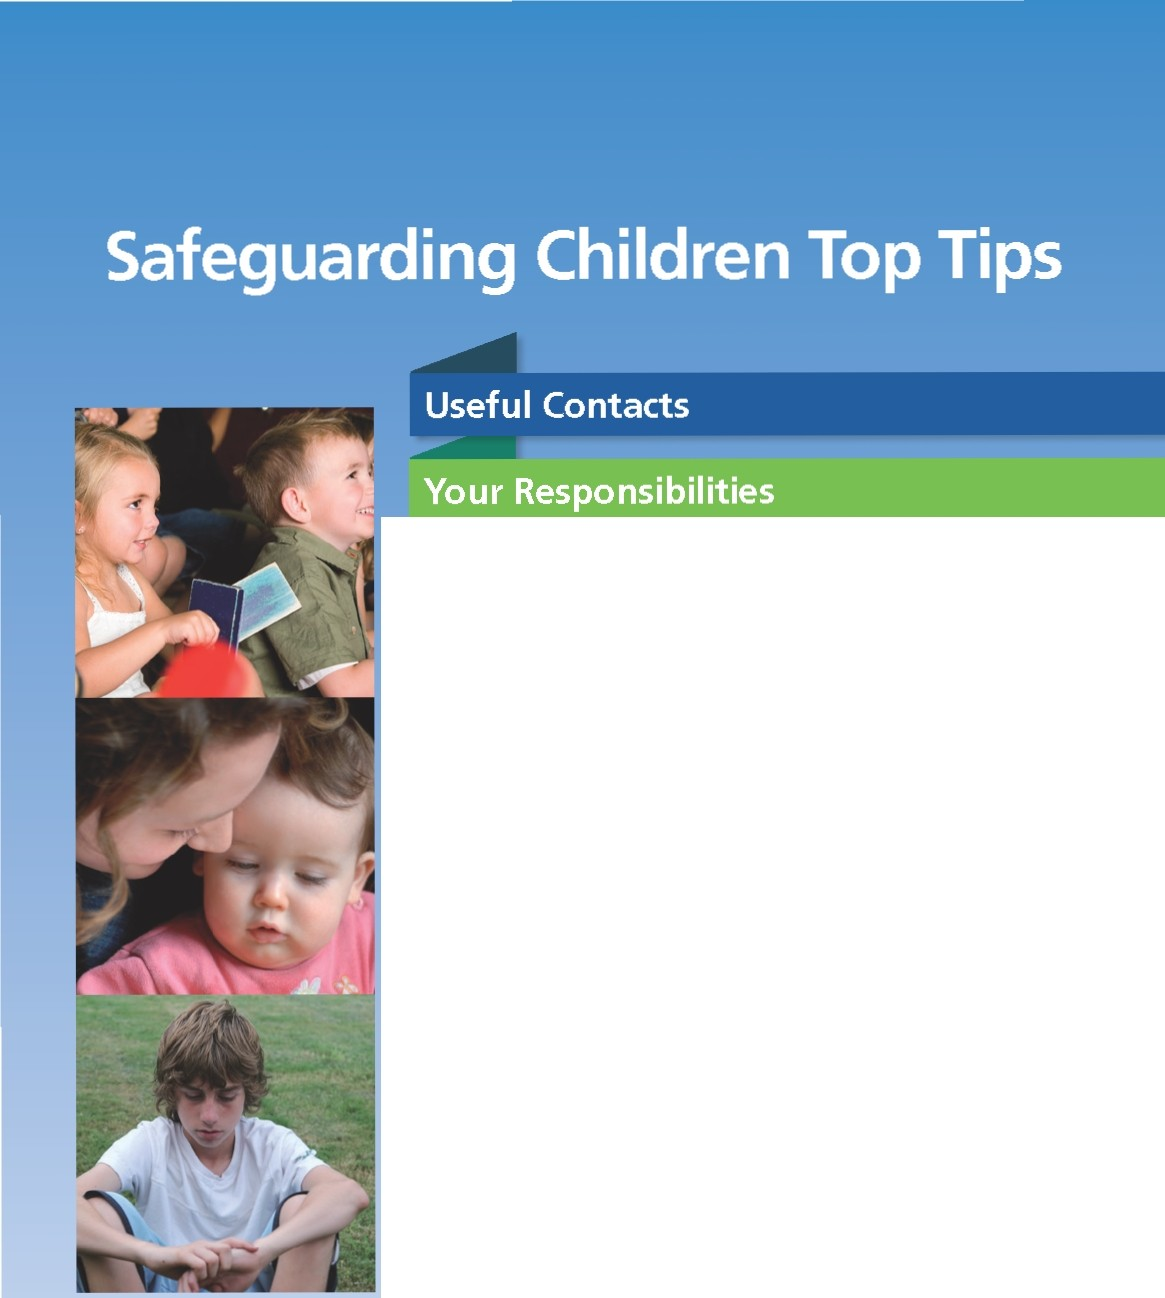 Safeguarding Children Top Tips
Useful Contacts
Your Responsibilities